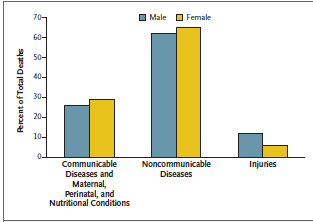 Male Female
Percent of Total Deaths
70
60
50
40
30
20
10
0
Communicable
Diseases and
Maternal,
Perinatal, and
Nutritional Conditions
Noncommunicable
Diseases
Injuries